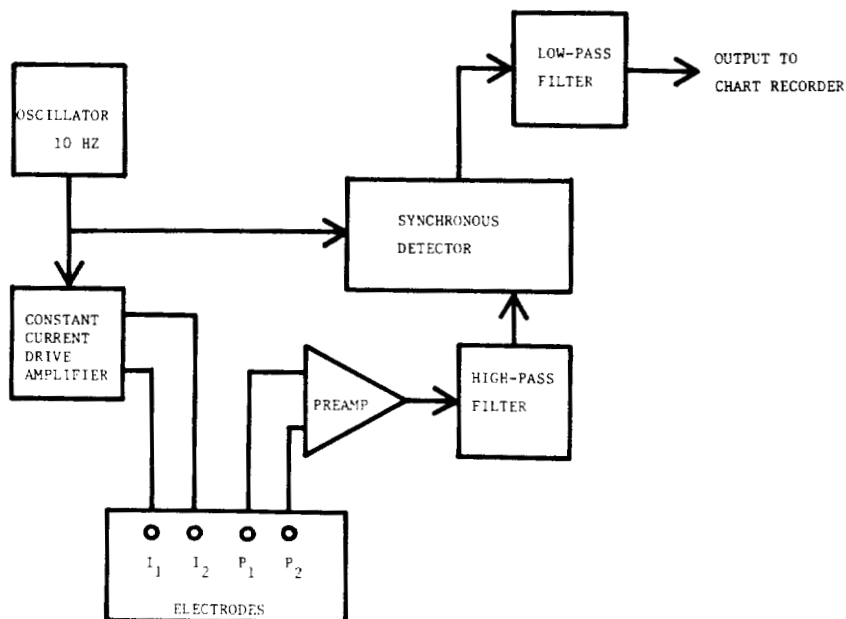 LOW-PASS
FILTER
OUTPUT TO
CHART RECORDER
OSCILLATOR
10 HZ
SYNCHRONOUS
DETECTOR
CONSTANT
CURRENT
DRIVE
AMPLIFIER
PREAMP
HIGH-PASS
FILTER
I₁ I₂ P₁ P₂
ELECTRODES